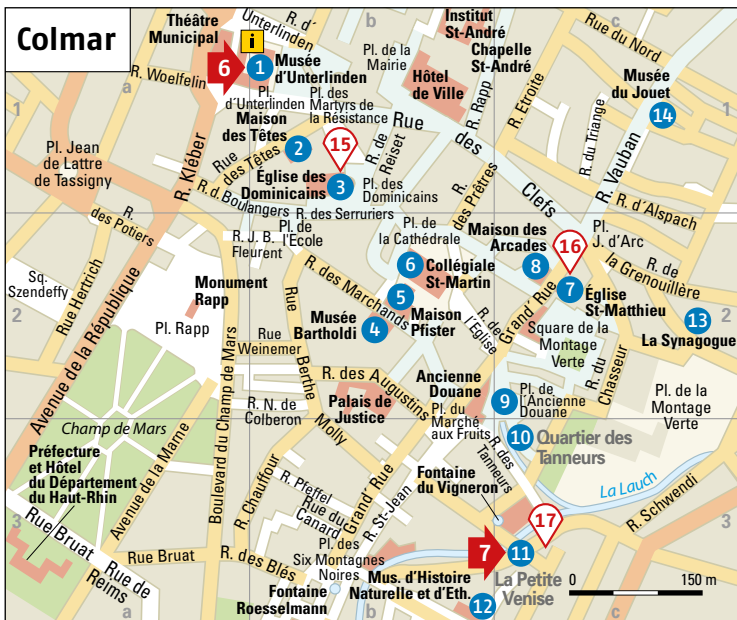 Colmar
Théâtre
Municipal
6
i
1
Musée
d'Unterlinden
R. d'
Unterlinden
b
Pl. de la
Mairie
Institut
St-André
Chapelle
St-André
Hôtel
de Ville
R. Rapp
c
Rue du Nord
R. Etroite
Musée
du Jouet
14
1
R. du Triange
R. Vauban
R. d'Alspach
a
R. Woelfelin
1
Pl.
d'Unterlinden
Pl. des
Martyrs de
la Résistance
Maison
des Têtes
2
Rue
des Têtes
15
Église des
Dominicains
3
R. de
Reiset
Pl. des
Dominicains
Rue
des
Clefs
R.
des Prêtres
Pl. Jean
de Lattre
de Tassigny
R. Kléber
R. d. Boulangers
R. des Serruriers
R.
des Potiers
R. J. B.
Fleurent
Pl. de
l'Ecole
Pl. de
la Cathédrale
Maison des
Arcades
8
16
Pl.
J. d'Arc
R. de
la Grenouillère
6
Collégiale
St-Martin
5
Maison
Pfister
R. des Marchands
Musée
Bartholdi
4
R. des
l'Eglise
Grand' Rue
7
Église
St-Matthieu
13
La Synagogue
2
Square de la
Montage
Verte
R. du
Chasseur
Pl. de la
Montage
Verte
Sq.
Szendeffy
2
Rue Hertrich
Avenue de la République
Monument
Rapp
Pl. Rapp
Rue
Weinemer
Rue
Berthe
Molly
R. des Augustins
Palais de
Justice
Ancienne
Douane
9
Pl. de
l'Ancienne
Douane
R. N. de
Colberon
Boulevard du Champ de Mars
Champ de Mars
Pl. du
Marché
aux Fruits
10
Quartier des
Tanneurs
R. des
Tanneurs
La Lauch
R. Schwendi
3
Préfecture
et Hôtel
du Département
du Haut-Rhin
3
Avenue de la Marne
R. Chauffour
R. Pfeffel
Rue du
Canard
Grand' Rue
R. St-Jean
Fontaine
du Vigneron
17
7
11
La Petite
Venise
Rue Bruat
Rue de
Reims
Rue Bruat
R. des Blés
Pl. des
Six Montagnes
Noires
Fontaine
Roesselmann
Mus. d'Histoire
Naturelle et d'Eth.
12
0
150 m
a
b
c